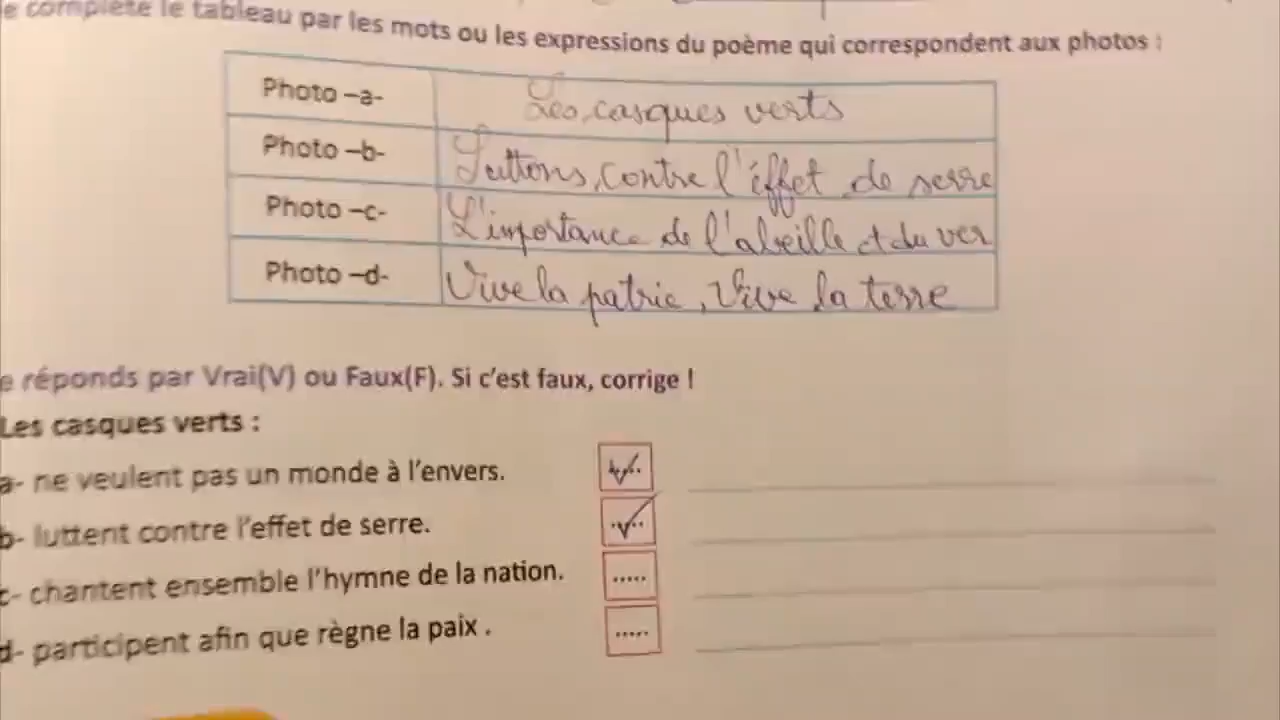 e complète le tableau par les mots ou les expressions du poème qui correspondent aux photos :
Photo –a- Les casques verts
Photo –b- Luttons, contre l'éffet de serre
Photo –c- L'importance de l'abeille et du ver
Photo –d- Vive la patrie, Vive la terre
e réponds par Vrai(V) ou Faux(F). Si c'est faux, corrige !
Les casques verts :
a- ne veulent pas un monde à l'envers. V
b- luttent contre l'effet de serre. V
c- chantent ensemble l'hymne de la nation. .....
d- participent afin que règne la paix . .....